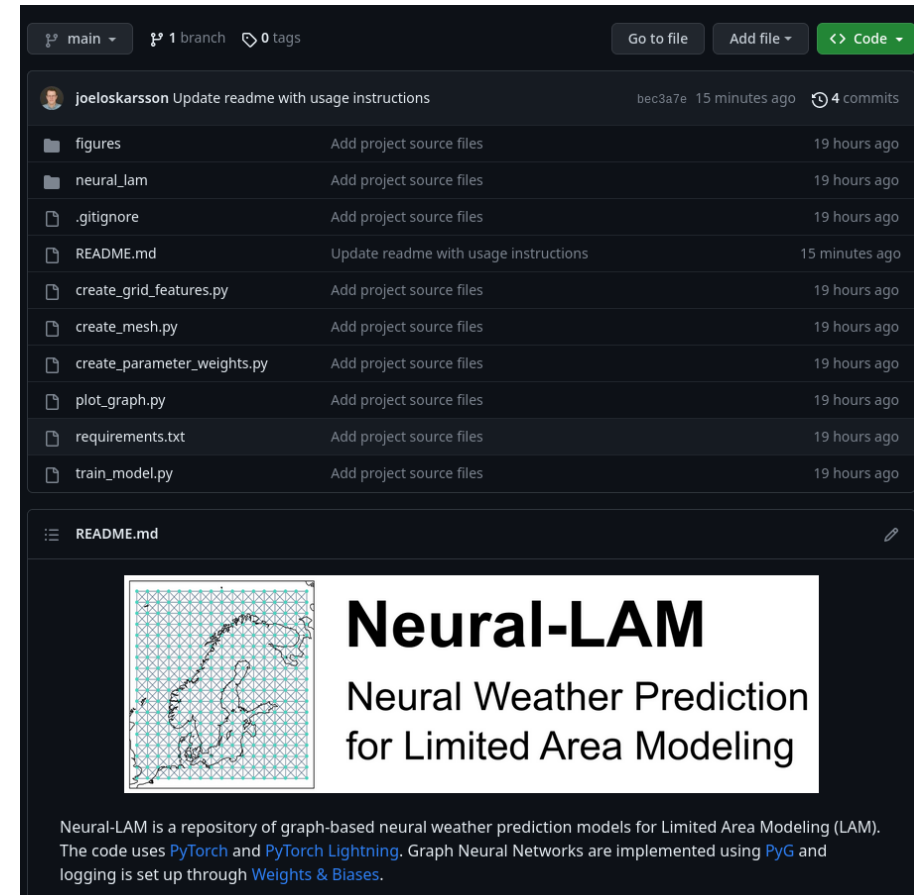 main 1 branch 0 tags Go to file Add file <> Code
joeloskarsson Update readme with usage instructions bec3a7e 15 minutes ago 4 commits
figures Add project source files 19 hours ago
neural_lam Add project source files 19 hours ago
.gitignore Add project source files 19 hours ago
README.md Update readme with usage instructions 15 minutes ago
create_grid_features.py Add project source files 19 hours ago
create_mesh.py Add project source files 19 hours ago
create_parameter_weights.py Add project source files 19 hours ago
plot_graph.py Add project source files 19 hours ago
requirements.txt Add project source files 19 hours ago
train_model.py Add project source files 19 hours ago
README.md
Neural-LAM
Neural Weather Prediction
for Limited Area Modeling
Neural-LAM is a repository of graph-based neural weather prediction models for Limited Area Modeling (LAM).
The code uses PyTorch and PyTorch Lightning. Graph Neural Networks are implemented using PyG and
logging is set up through Weights & Biases.